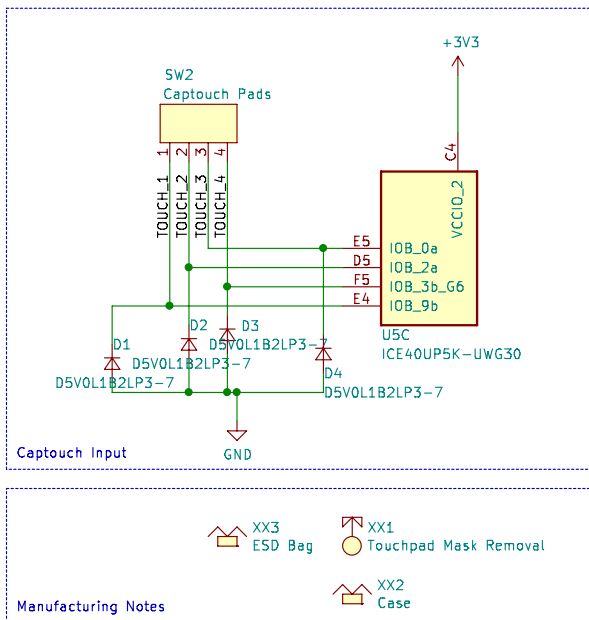 +3V3
SW2
Captouch Pads
1
2
3
4
TOUCH_1
TOUCH_2
TOUCH_3
TOUCH_4
C4
VCCIO_2
E5 IOB_0a
D5 IOB_2a
F5 IOB_3b_G6
E4 IOB_9b
U5C
ICE40UP5K-UWG30
D1
D5V0L1B2LP3-7
D2
D5V0L1B2LP3-7
D3
D5V0L1B2LP3-7
D4
D5V0L1B2LP3-7
GND
Captouch Input
XX3
ESD Bag
XX1
Touchpad Mask Removal
XX2
Case
Manufacturing Notes